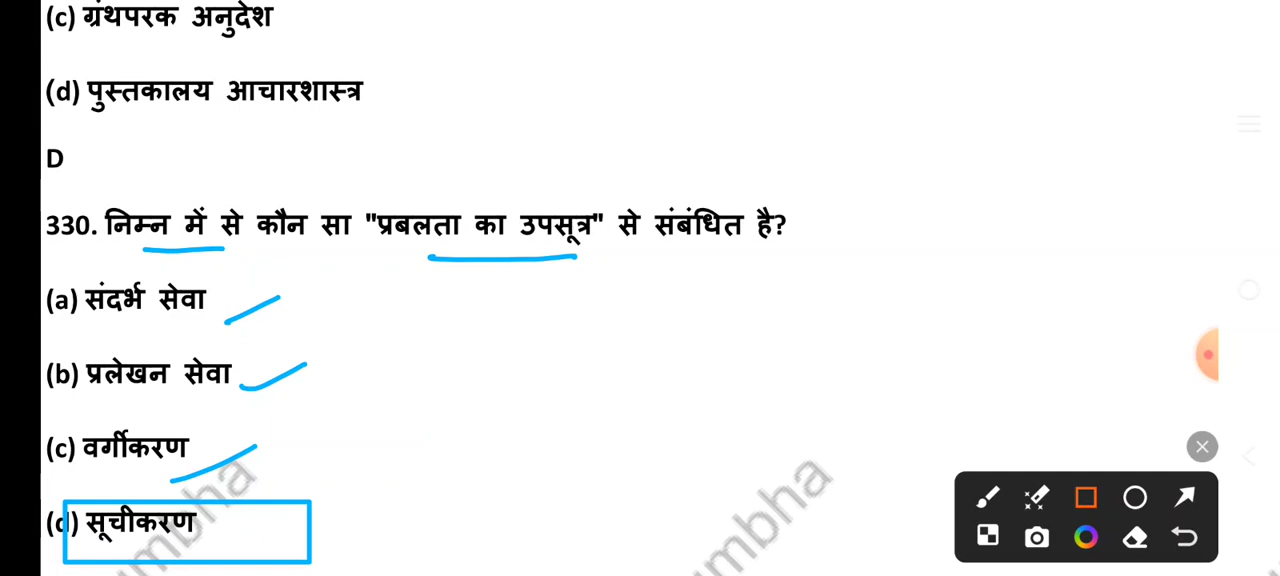 (c) ग्रंथपरक अनुदेश
(d) पुस्तकालय आचारशास्त्र
D
330. निम्न में से कौन सा "प्रबलता का उपसूत्र" से संबंधित है?
(a) संदर्भ सेवा
(b) प्रलेखन सेवा
(c) वर्गीकरण
(d) सूचीकरण